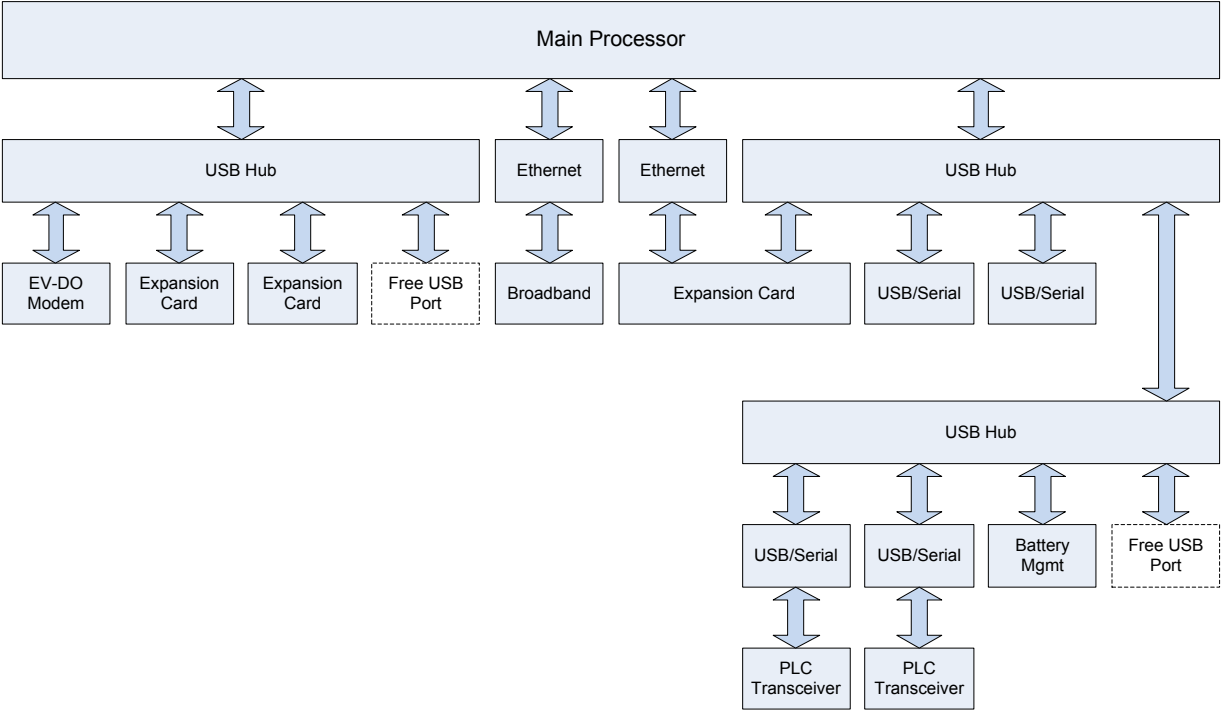 Main Processor
USB Hub
Ethernet
Ethernet
USB Hub
EV-DO
Modem
Expansion
Card
Expansion
Card
Free USB
Port
Broadband
Expansion Card
USB/Serial
USB/Serial
USB Hub
USB/Serial
USB/Serial
Battery
Mgmt
Free USB
Port
PLC
Transceiver
PLC
Transceiver